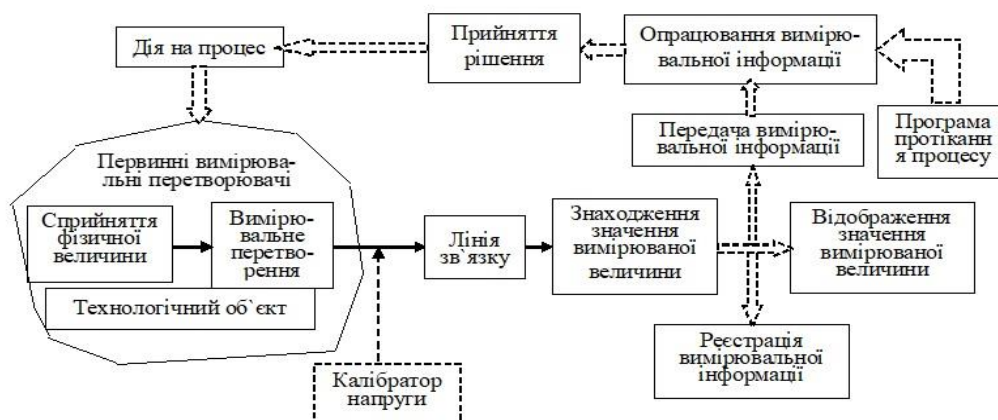 Дія на процес
Прийняття
рішення
Опрацювання вимірю-
вальної інформації
Передача вимірю-
вальної інформації
Програма
протікан­н
я процесу
Первинні вимірюва-
льні перетворювачі
Сприйняття
фізичної
величини
Вимірю-
вальне
перетво-
рення
Технологічний об`єкт
Лінія
зв`язку
Знаходження
значення
вимірюваної
величини
Відображення
значення
вимірюваної
величини
Реєстрація
вимірювальної
інформації
Калібратор
напруги